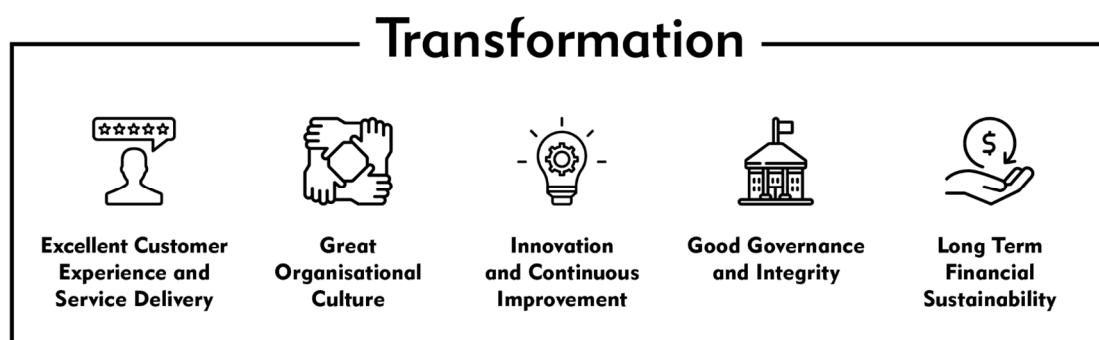 Transformation
Excellent Customer
Experience and
Service Delivery
Great
Organisational
Culture
Innovation
and Continuous
Improvement
Good Governance
and Integrity
Long Term
Financial
Sustainability
$